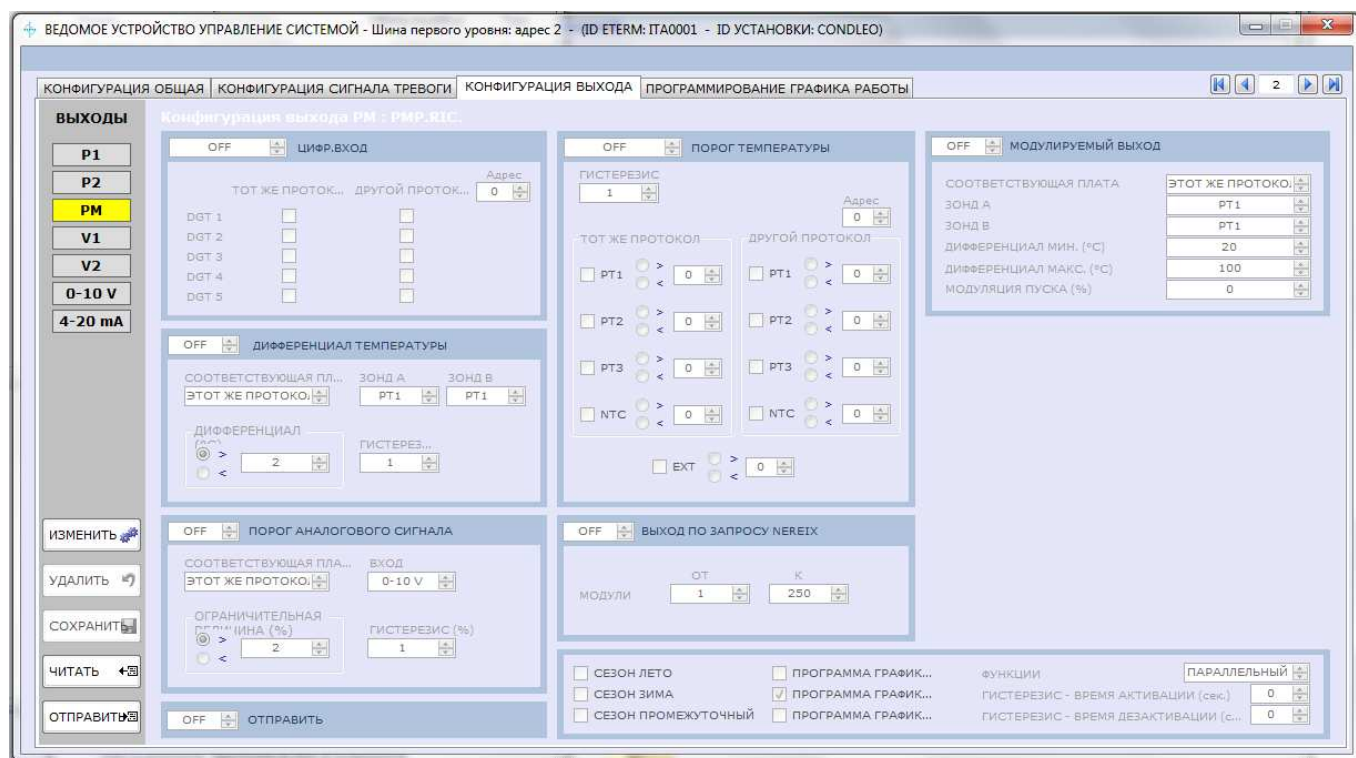 ВЕДОМОЕ УСТРОЙСТВО УПРАВЛЕНИЕ СИСТЕМОЙ - Шина первого уровня: адрес 2 - (ID ETERM: ITA0001 - ID УСТАНОВКИ: CONDLEO)
КОНФИГУРАЦИЯ ОБЩАЯ КОНФИГУРАЦИЯ СИГНАЛА ТРЕВОГИ КОНФИГУРАЦИЯ ВЫХОДА ПРОГРАММИРОВАНИЕ ГРАФИКА РАБОТЫ 2
ВЫХОДЫ
P1
P2
PM
V1
V2
0-10 V
4-20 mA
ИЗМЕНИТЬ
УДАЛИТЬ
СОХРАНИТЬ
ЧИТАТЬ
ОТПРАВИТЬ
Конфигурация выхода PM : PMP.RIC.
OFF ЦИФР.ВХОД
Адрес
ТОТ ЖЕ ПРОТОК... ДРУГОЙ ПРОТОК... 0
DGT 1
DGT 2
DGT 3
DGT 4
DGT 5
OFF ДИФФЕРЕНЦИАЛ ТЕМПЕРАТУРЫ
СООТВЕТСТВУЮЩАЯ ПЛ... ЗОНД A ЗОНД B
ЭТОТ ЖЕ ПРОТОКО. PT1 PT1
ДИФФЕРЕНЦИАЛ
(°C) ГИСТЕРЕЗ...
> 2 1
<
OFF ПОРОГ АНАЛОГОВОГО СИГНАЛА
СООТВЕТСТВУЮЩАЯ ПЛА... ВХОД
ЭТОТ ЖЕ ПРОТОКО. 0-10 V
ОГРАНИЧИТЕЛЬНАЯ
ВЕЛИЧИНА (%) ГИСТЕРЕЗИС (%)
> 2 1
<
OFF ОТПРАВИТЬ
OFF ПОРОГ ТЕМПЕРАТУРЫ
ГИСТЕРЕЗИС
1
Адрес
0
ТОТ ЖЕ ПРОТОКОЛ ДРУГОЙ ПРОТОКОЛ
PT1 > < 0 PT1 > < 0
PT2 > < 0 PT2 > < 0
PT3 > < 0 PT3 > < 0
NTC > < 0 NTC > < 0
EXT > < 0
OFF ВЫХОД ПО ЗАПРОСУ NEREIX
ОТ К
МОДУЛИ 1 250
OFF МОДУЛИРУЕМЫЙ ВЫХОД
СООТВЕТСТВУЮЩАЯ ПЛАТА ЭТОТ ЖЕ ПРОТОКО.
ЗОНД A PT1
ЗОНД B PT1
ДИФФЕРЕНЦИАЛ МИН. (°C) 20
ДИФФЕРЕНЦИАЛ МАКС. (°C) 100
МОДУЛЯЦИЯ ПУСКА (%) 0
СЕЗОН ЛЕТО ПРОГРАММА ГРАФИК... ФУНКЦИИ ПАРАЛЛЕЛЬНЫЙ
СЕЗОН ЗИМА ПРОГРАММА ГРАФИК... ГИСТЕРЕЗИС - ВРЕМЯ АКТИВАЦИИ (сек.) 0
СЕЗОН ПРОМЕЖУТОЧНЫЙ ПРОГРАММА ГРАФИК... ГИСТЕРЕЗИС - ВРЕМЯ ДЕЗАКТИВАЦИИ (с... 0